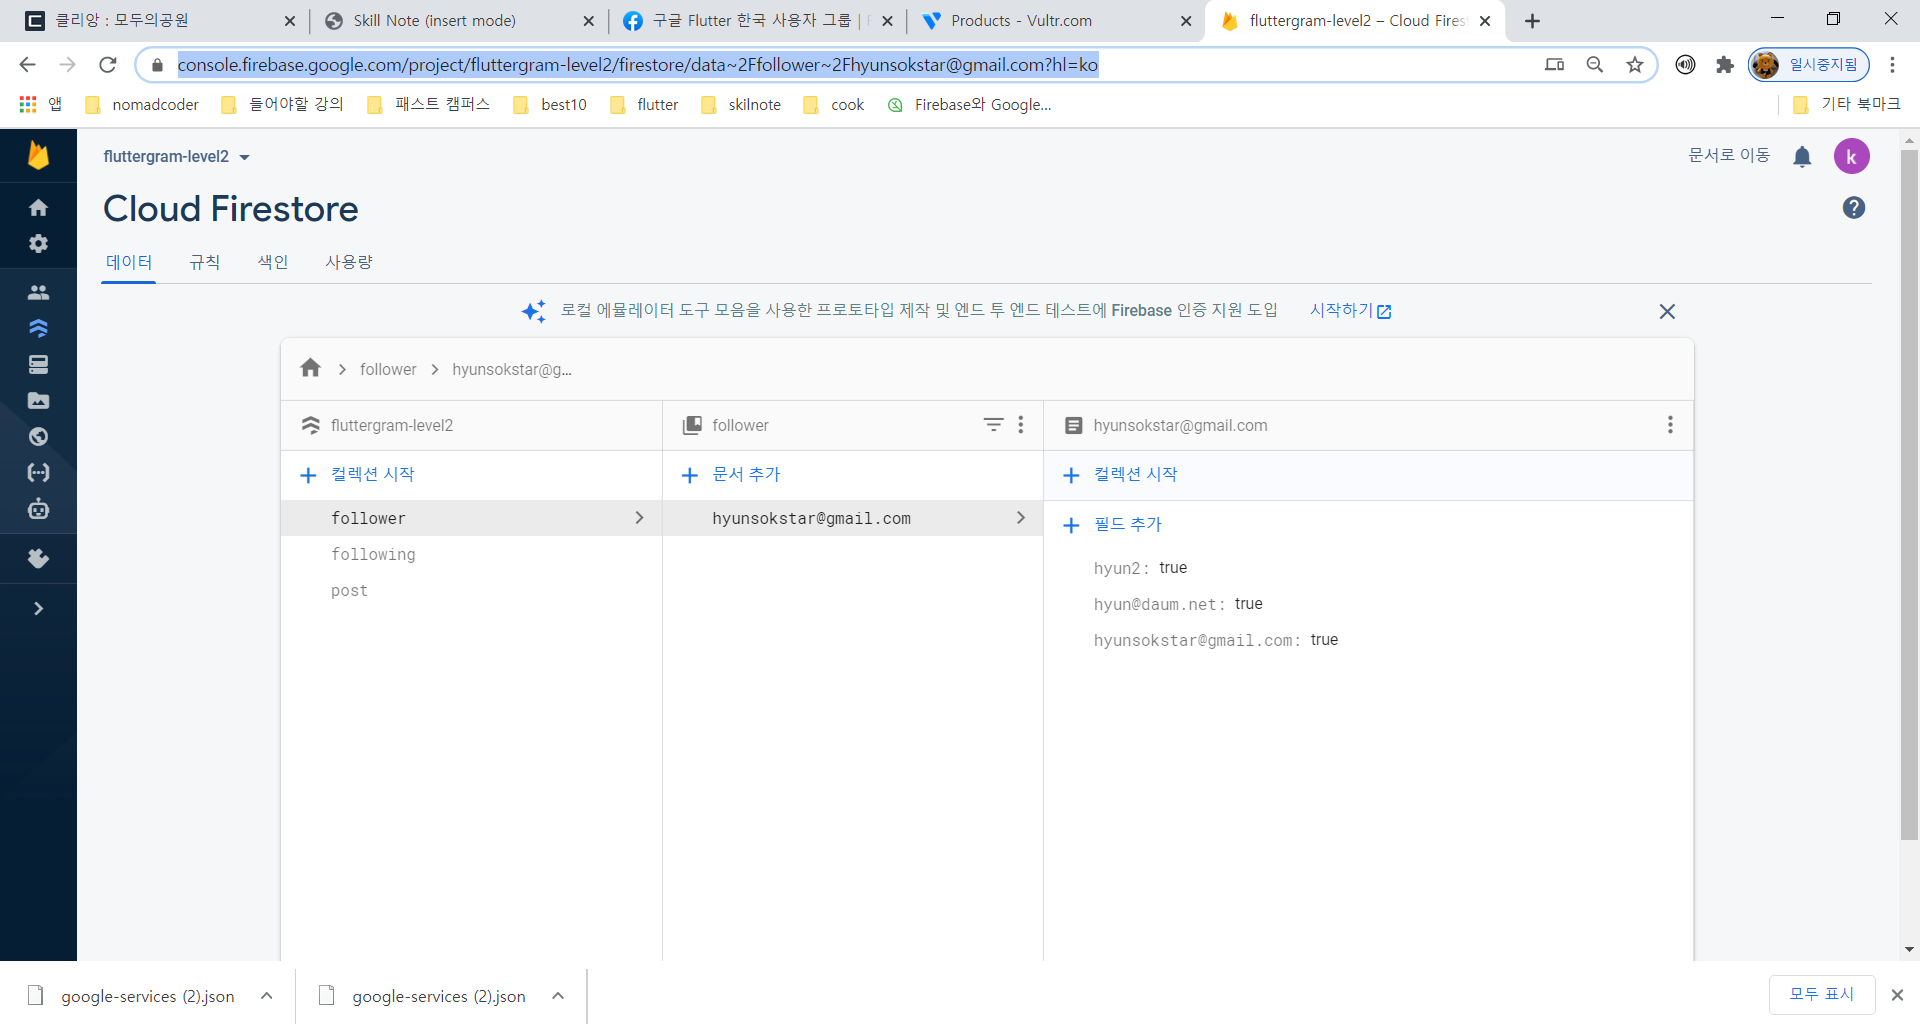 클리앙 : 모두의공원
Skill Note (insert mode)
구글 Flutter 한국 사용자 그룹 |
Products - Vultr.com
fluttergram-level2 – Cloud Fires
console.firebase.google.com/project/fluttergram-level2/firestore/data~2Ffollower~2Fhyunsokstar@gmail.com?hl=ko
일시중지됨
앱
nomadcoder
들어야할 강의
패스트 캠퍼스
best10
flutter
skilnote
cook
Firebase와 Google...
기타 북마크
fluttergram-level2
문서로 이동
k
Cloud Firestore
데이터
규칙
색인
사용량
로컬 에뮬레이터 도구 모음을 사용한 프로토타입 제작 및 엔드 투 엔드 테스트에 Firebase 인증 지원 도입
시작하기
follower
hyunsokstar@g...
fluttergram-level2
follower
hyunsokstar@gmail.com
컬렉션 시작
문서 추가
컬렉션 시작
follower
hyunsokstar@gmail.com
필드 추가
following
post
hyun2: true
hyun@daum.net: true
hyunsokstar@gmail.com: true
google-services (2).json
google-services (2).json
모두 표시